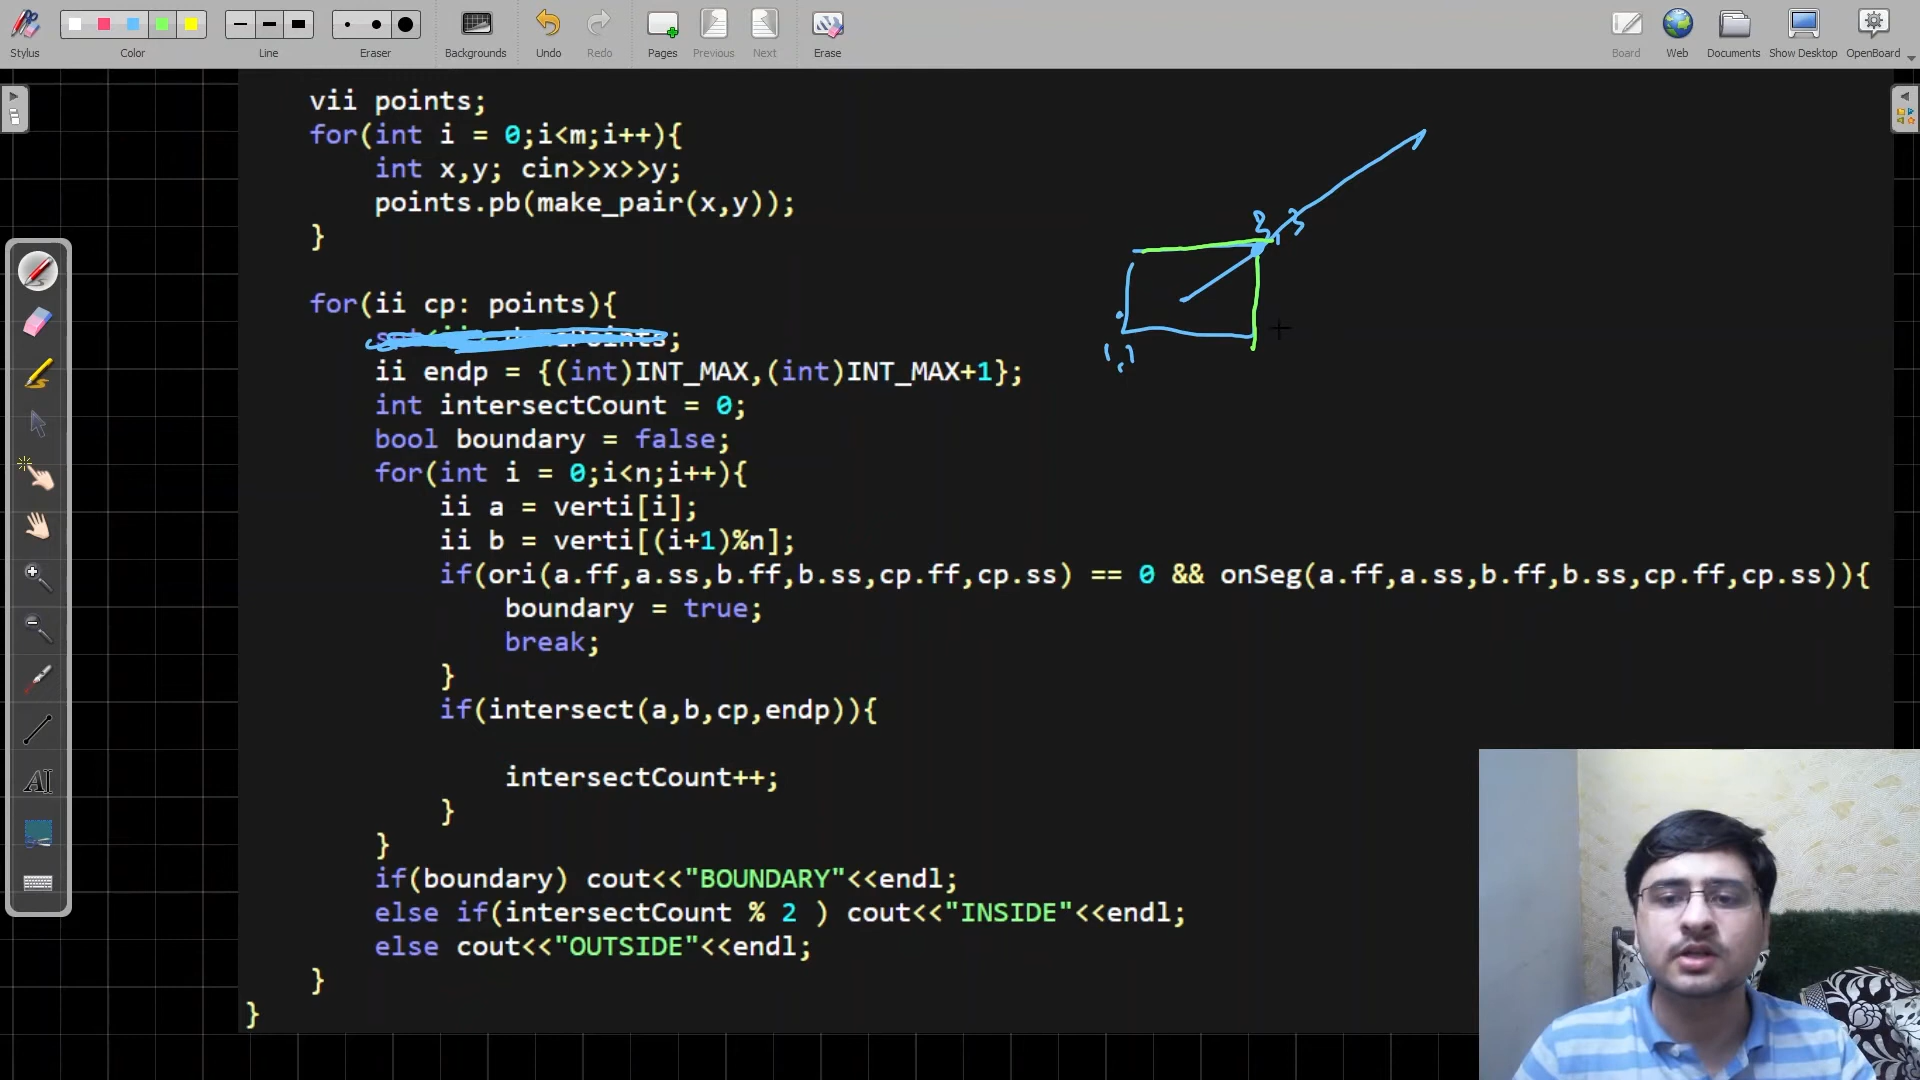 Stylus
Color
Line
Eraser
Backgrounds
Undo
Redo
Pages
Previous
Next
Erase
Board
Web
Documents
Show Desktop
OpenBoard
vii points;
for(int i = 0;i<m;i++){
int x,y; cin>>x>>y;
points.pb(make_pair(x,y));
}
for(ii cp: points){
ii endp = {(int)INT_MAX,(int)INT_MAX+1};
int intersectCount = 0;
bool boundary = false;
for(int i = 0;i<n;i++){
ii a = verti[i];
ii b = verti[(i+1)%n];
if(ori(a.ff,a.ss,b.ff,b.ss,cp.ff,cp.ss) == 0 && onSeg(a.ff,a.ss,b.ff,b.ss,cp.ff,cp.ss)){
boundary = true;
break;
}
if(intersect(a,b,cp,endp)){
intersectCount++;
}
}
if(boundary) cout<<"BOUNDARY"<<endl;
else if(intersectCount % 2 ) cout<<"INSIDE"<<endl;
else cout<<"OUTSIDE"<<endl;
}
}
3,3
1,1
AI